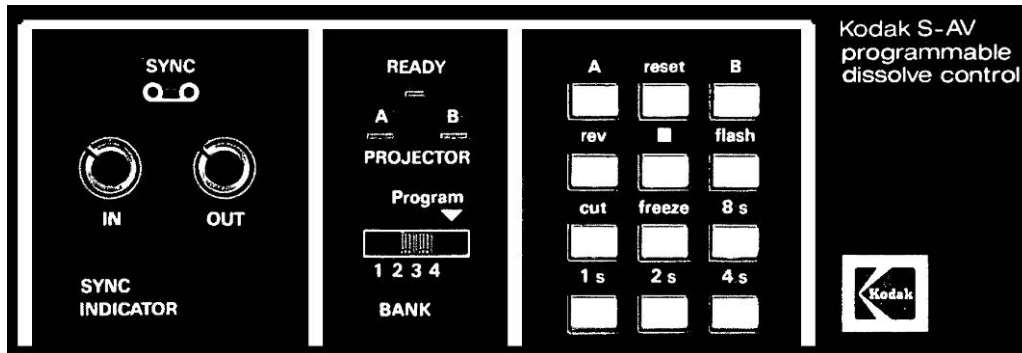 SYNC
IN OUT
SYNC
INDICATOR
READY
A B
PROJECTOR
Program
1 2 3 4
BANK
A reset B
rev flash
cut freeze 8 s
1 s 2 s 4 s
Kodak S-AV
programmable
dissolve control
Kodak